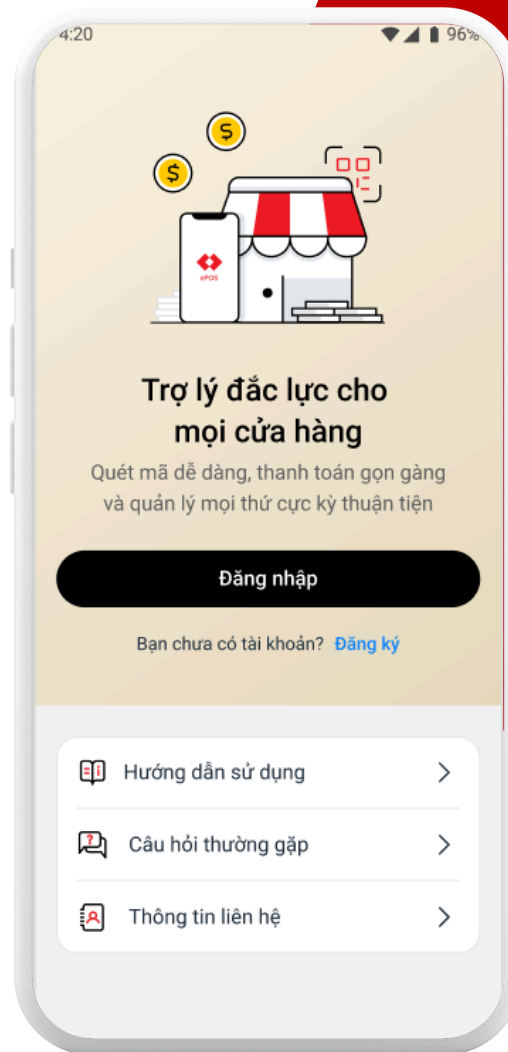 4:20
96%
ePOS
Trợ lý đắc lực cho
mọi cửa hàng
Quét mã dễ dàng, thanh toán gọn gàng
và quản lý mọi thứ cực kỳ thuận tiện
Đăng nhập
Bạn chưa có tài khoản? Đăng ký
Hướng dẫn sử dụng
Câu hỏi thường gặp
Thông tin liên hệ